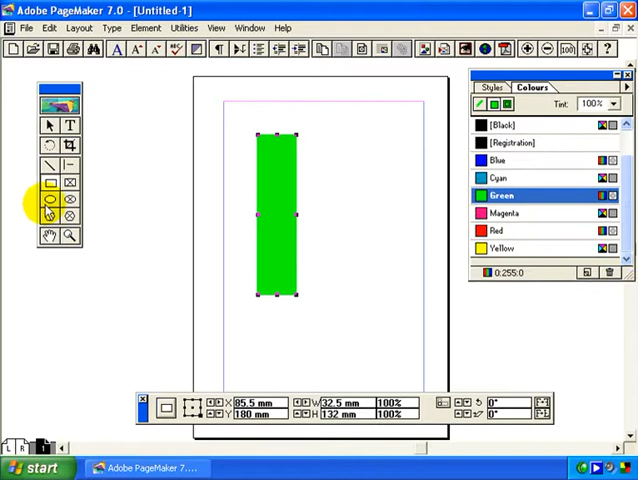 Adobe PageMaker 7.0 - [Untitled-1]
File Edit Layout Type Element Utilities View Window Help
Styles Colours
Tint: 100%
[Black]
[Registration]
Blue
Cyan
Green
Magenta
Red
Yellow
0:255:0
X 85.5 mm W 32.5 mm 100% 0°
Y 180 mm H 132 mm 100% 0°
L R 1
start Adobe PageMaker 7....